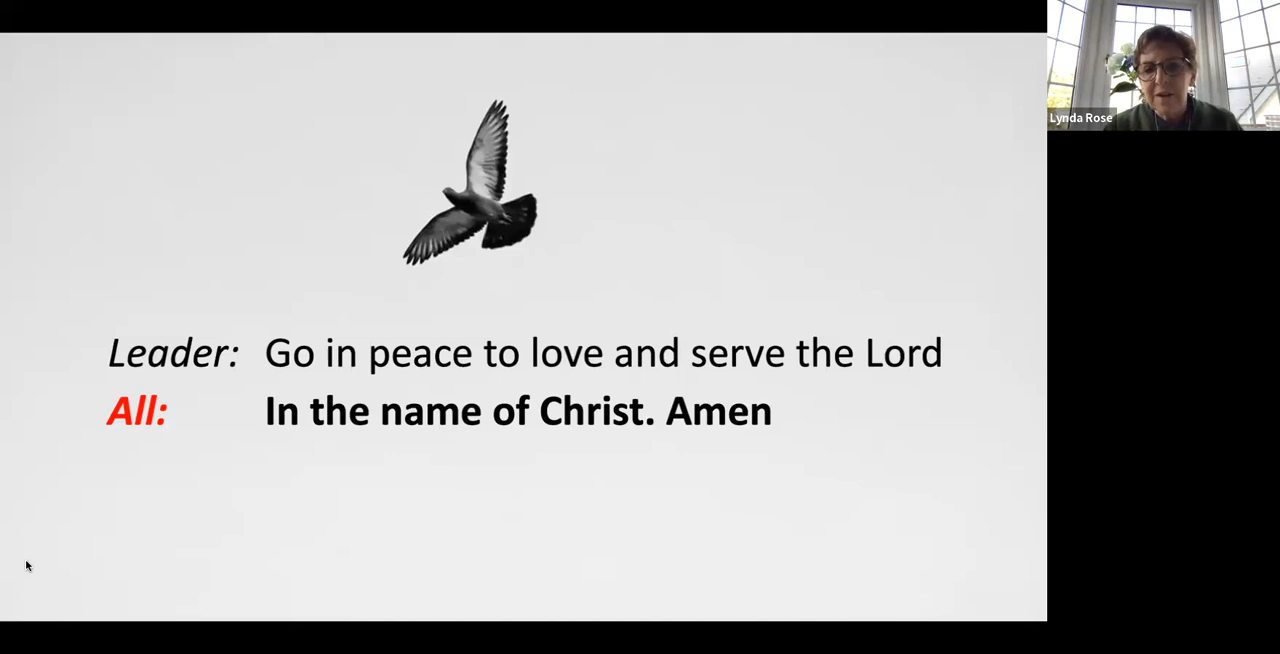 Lynda Rose
Leader: Go in peace to love and serve the Lord
All: In the name of Christ. Amen